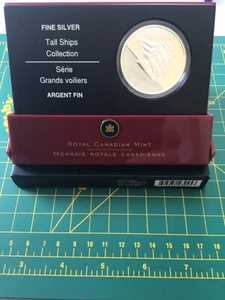 FINE SILVER
Tall Ships
Collection
Série
Grands voiliers
ARGENT FIN
ROYAL CANADIAN MINT
MONNAIE ROYALE CANADIENNE